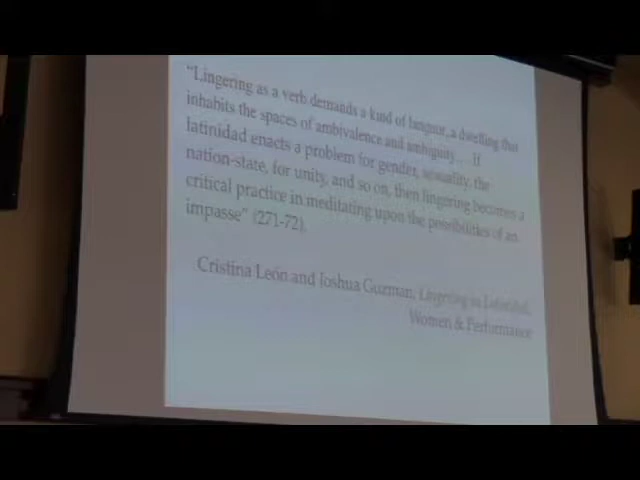 "Lingering as a verb demands a kind of languor, a dwelling that
inhabits the spaces of ambivalence and ambiguity.... If
latinidad enacts a problem for gender, sexuality, the
nation-state, for unity, and so on, then lingering becomes a
critical practice in meditating upon the possibilities of an
impasse" (271-72).
Cristina León and Joshua Guzman, Lingering in Latinidad,
Women & Performance